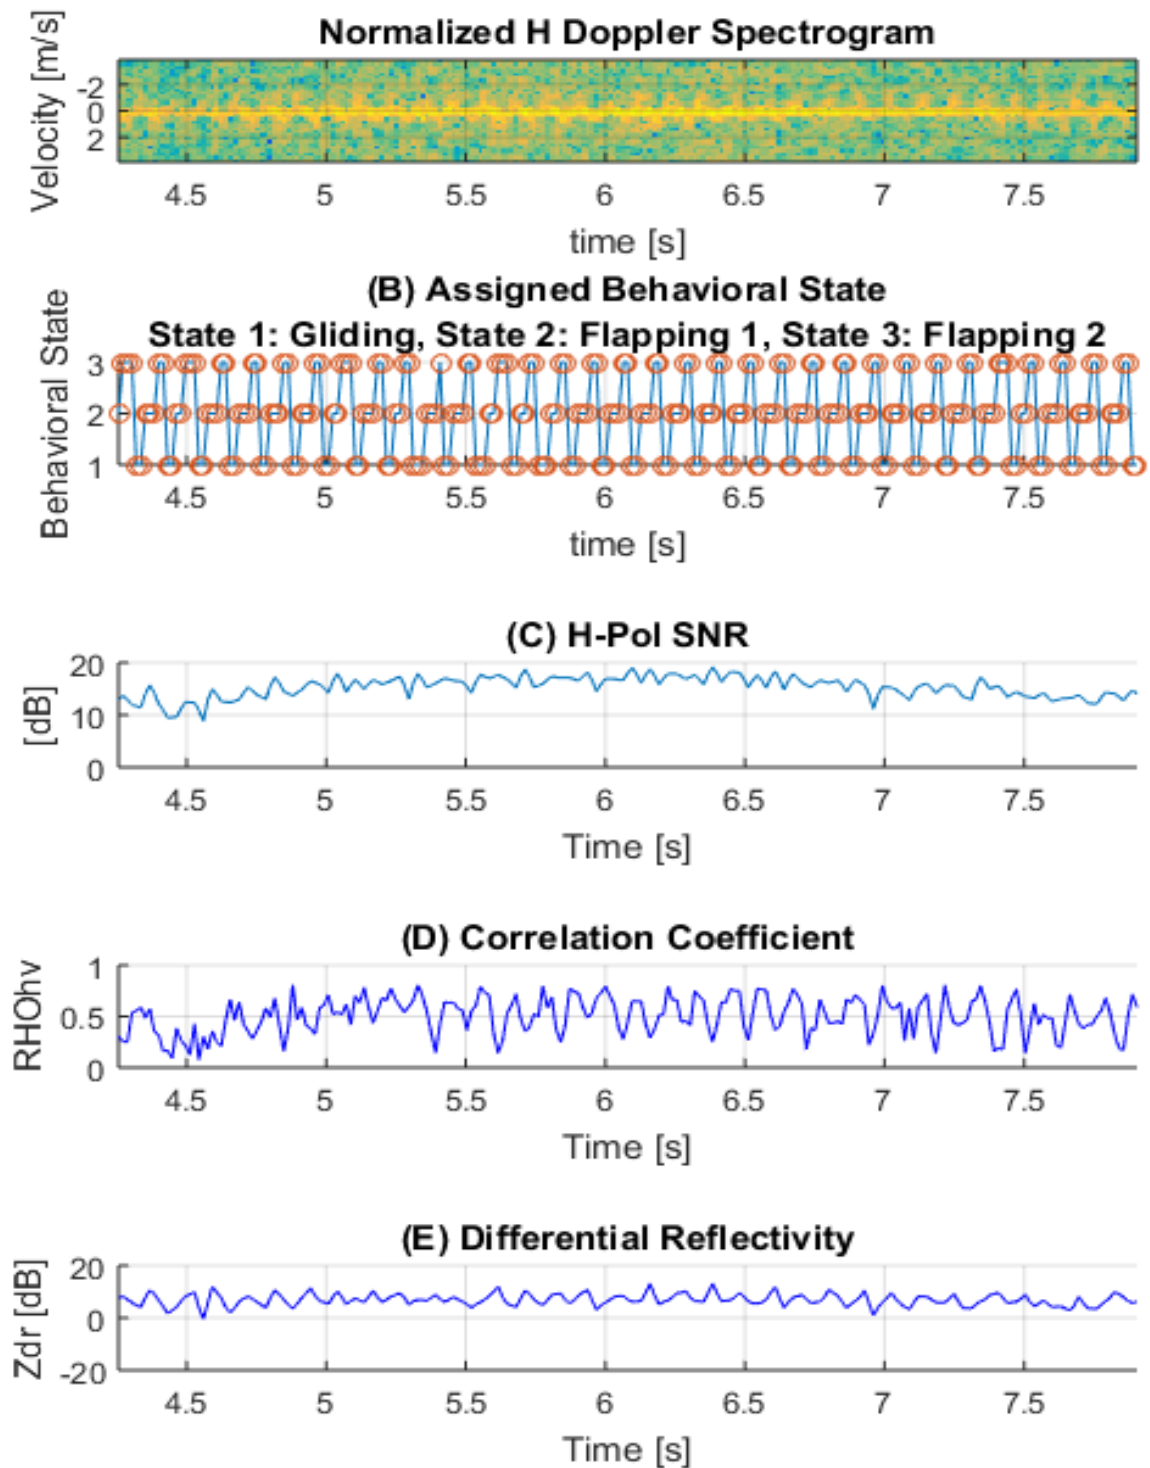 Normalized H Doppler Spectrogram
Velocity [m/s]
-2
0
2
4.5 5 5.5 6 6.5 7 7.5
time [s]
(B) Assigned Behavioral State
State 1: Gliding, State 2: Flapping 1, State 3: Flapping 2
Behavioral State
3
2
1
4.5 5 5.5 6 6.5 7 7.5
time [s]
(C) H-Pol SNR
[dB]
20
10
0
4.5 5 5.5 6 6.5 7 7.5
Time [s]
(D) Correlation Coefficient
RHOhv
1
0.5
0
4.5 5 5.5 6 6.5 7 7.5
Time [s]
(E) Differential Reflectivity
Zdr [dB]
20
0
-20
4.5 5 5.5 6 6.5 7 7.5
Time [s]